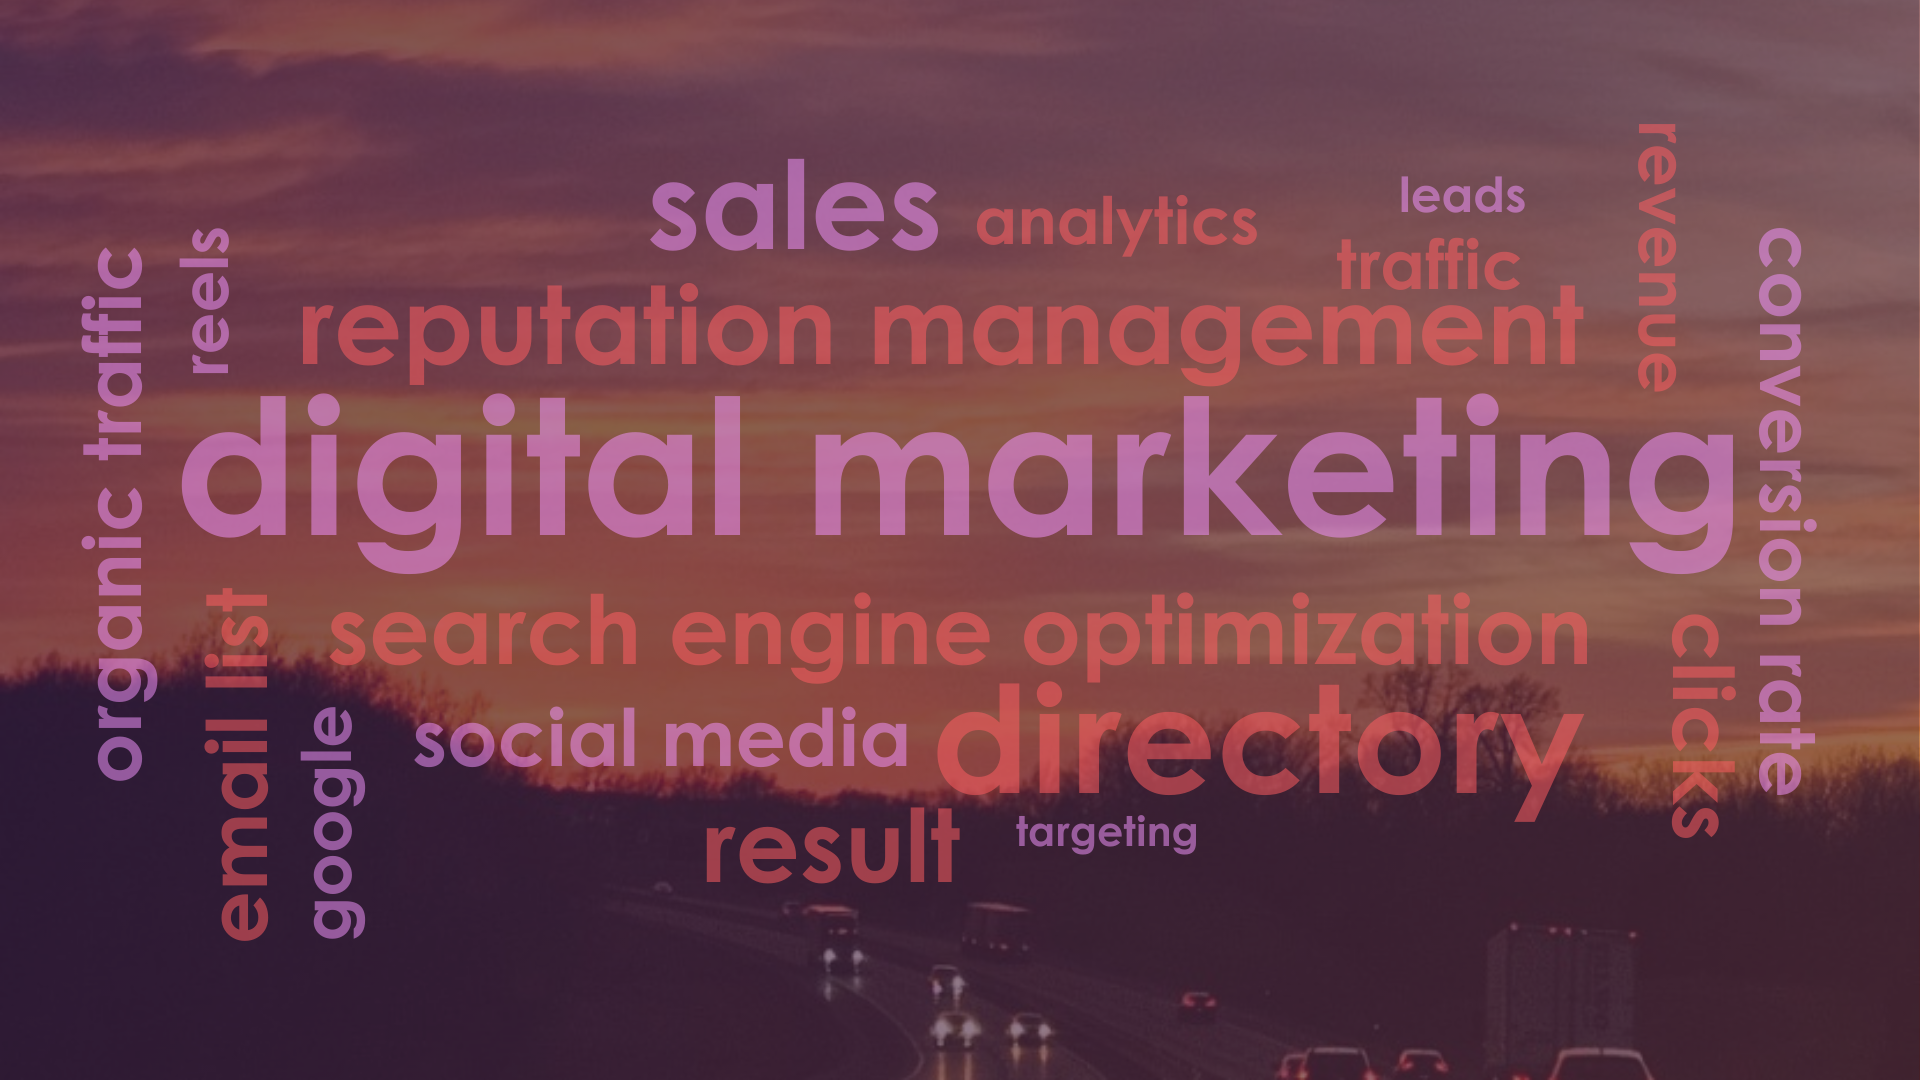 sales
analytics
leads
traffic
revenue
reputation management
reels
organic traffic
digital marketing
conversion rate
search engine optimization
email list
google
social media
directory
clicks
result
targeting